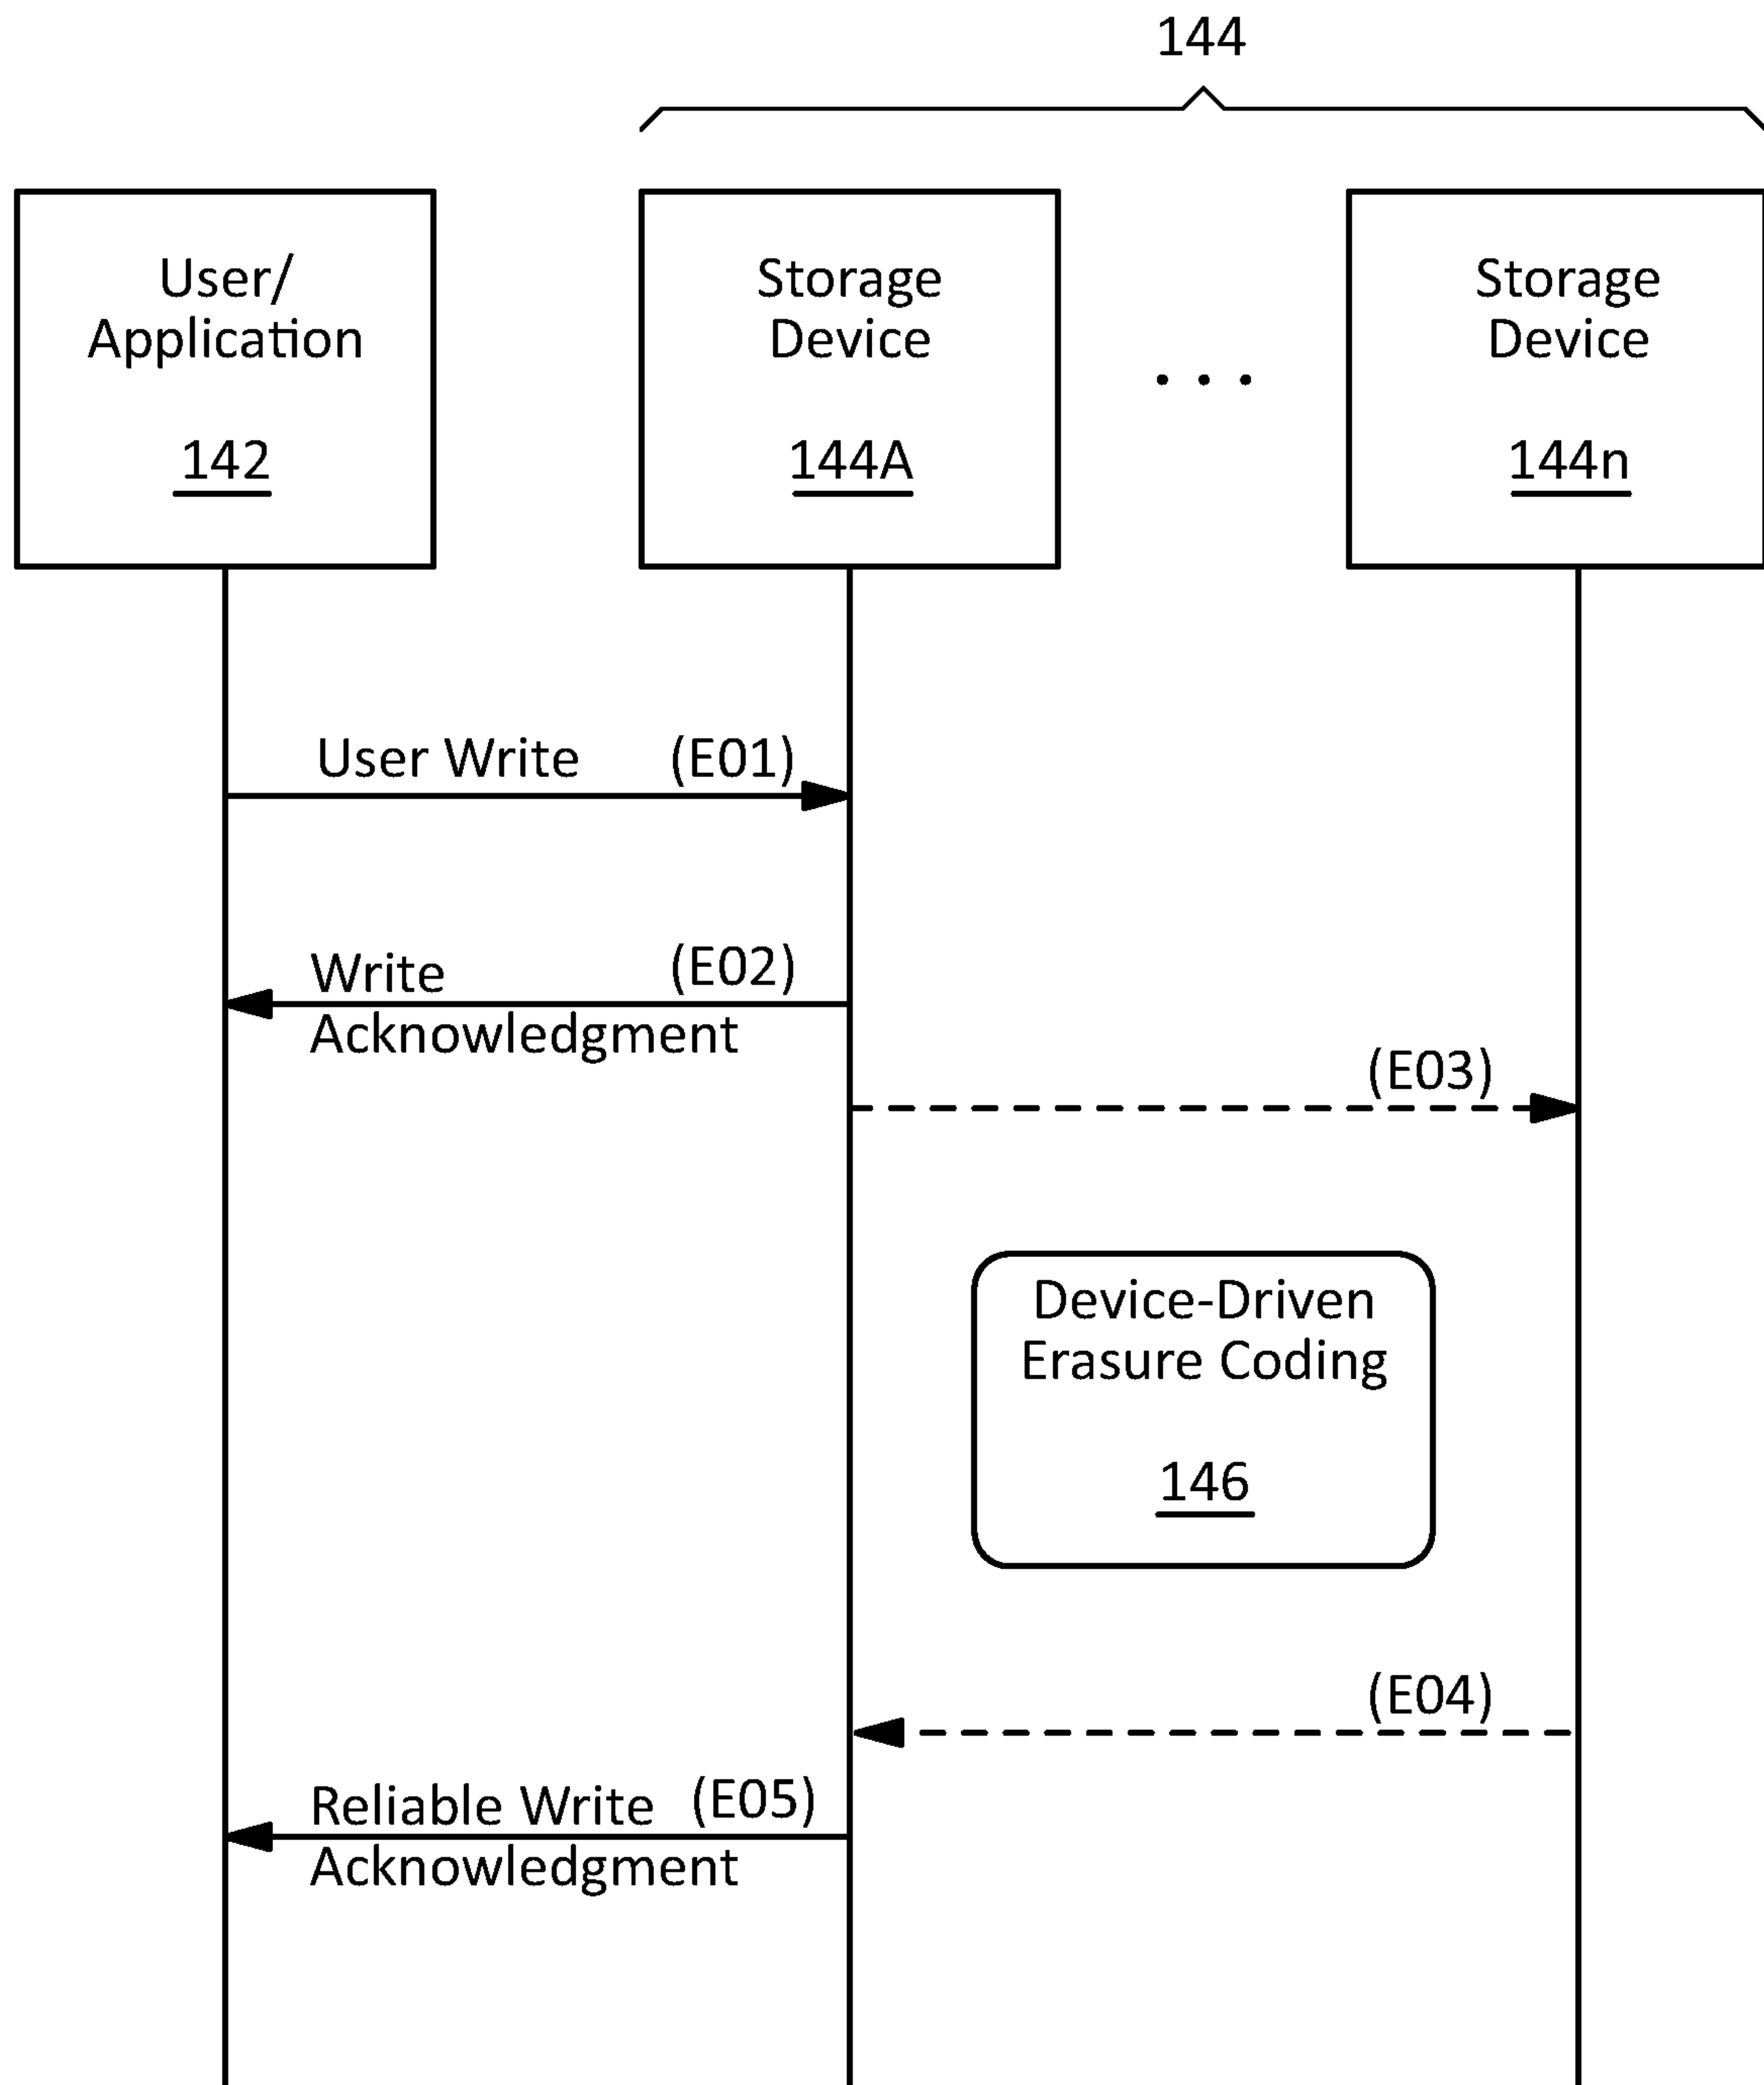 144
User/
Application
142
Storage
Device
144A
. . .
Storage
Device
144n
User Write (E01)
Write (E02)
Acknowledgment
(E03)
Device-Driven
Erasure Coding
146
(E04)
Reliable Write (E05)
Acknowledgment